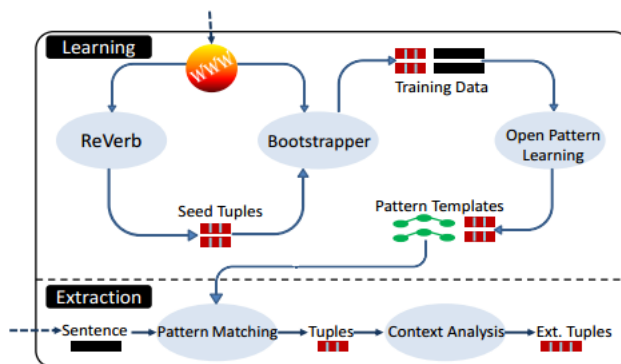 Learning
WWW
ReVerb
Bootstrapper
Training Data
Open Pattern
Learning
Seed Tuples
Pattern Templates
Extraction
Sentence
Pattern Matching
Tuples
Context Analysis
Ext. Tuples